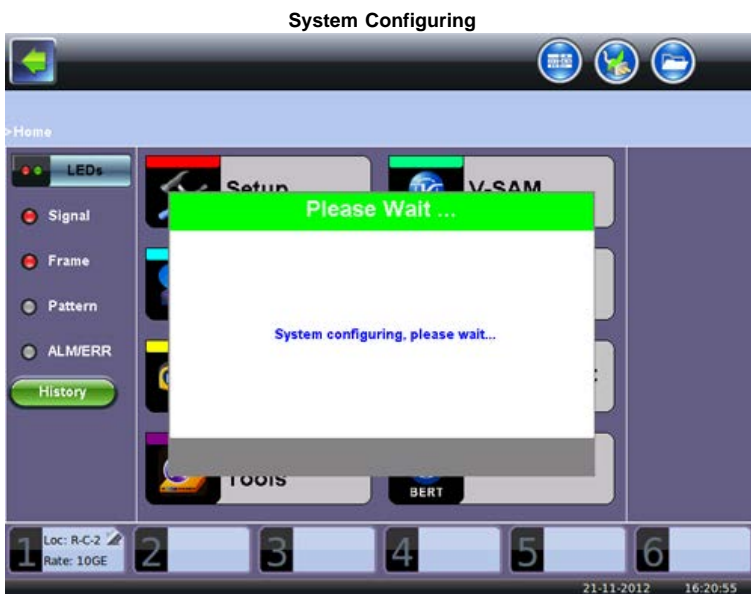 System Configuring
>Home
LEDs
Setup
V-SAM
Please Wait ...
Signal
Frame
Pattern
System configuring, please wait...
ALM/ERR
History
Tools
BERT
1 Loc: R-C-2 2 3 4 5 6
Rate: 10GE
21-11-2012 16:20:55